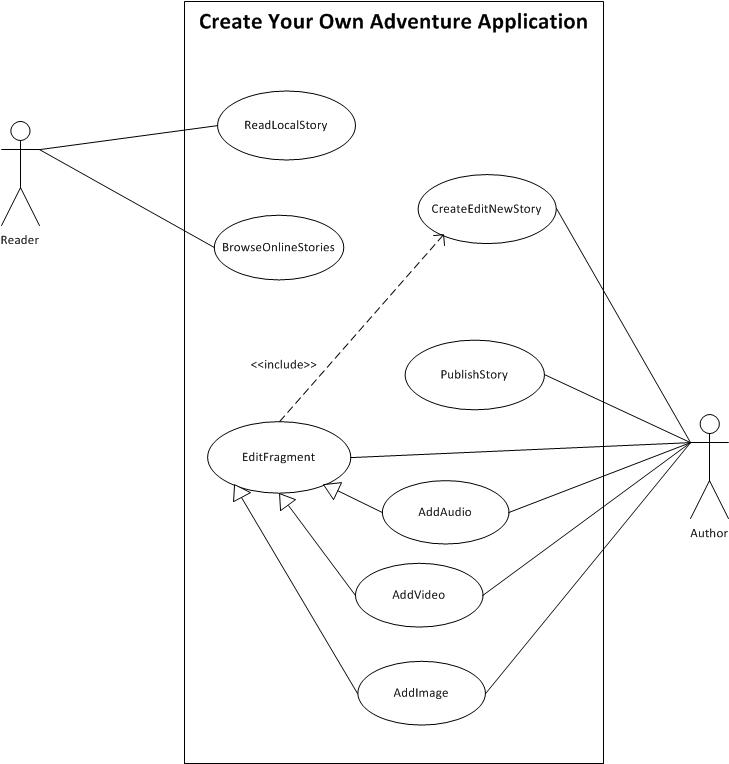 Create Your Own Adventure Application
ReadLocalStory
CreateEditNewStory
Reader
BrowseOnlineStories
<<include>>
PublishStory
EditFragment
AddAudio
Author
AddVideo
AddImage